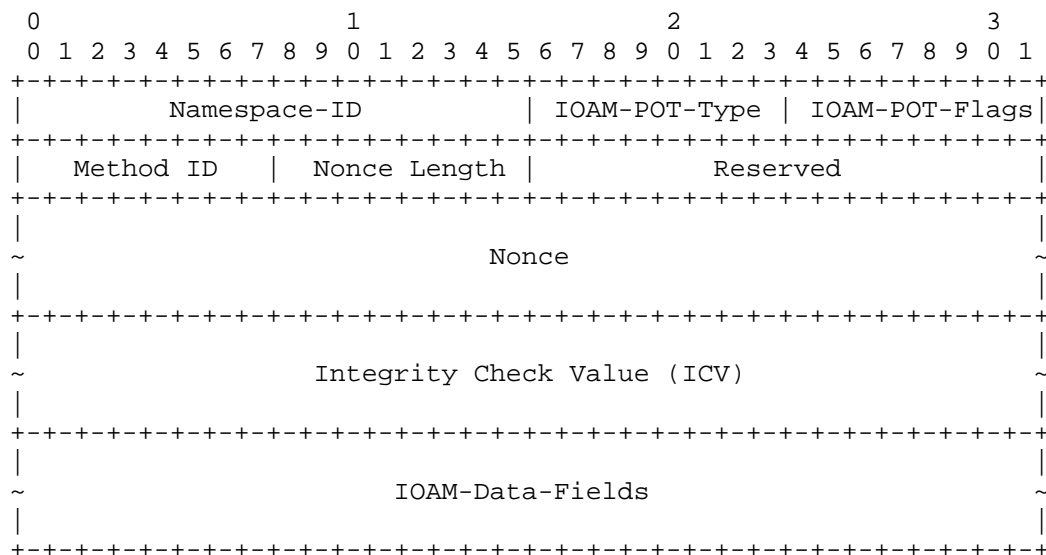 0                   1                   2                   3
 0 1 2 3 4 5 6 7 8 9 0 1 2 3 4 5 6 7 8 9 0 1 2 3 4 5 6 7 8 9 0 1
+-+-+-+-+-+-+-+-+-+-+-+-+-+-+-+-+-+-+-+-+-+-+-+-+-+-+-+-+-+-+-+-+
|         Namespace-ID          | IOAM-POT-Type | IOAM-POT-Flags|
+-+-+-+-+-+-+-+-+-+-+-+-+-+-+-+-+-+-+-+-+-+-+-+-+-+-+-+-+-+-+-+-+
|   Method ID   |  Nonce Length |           Reserved            |
+-+-+-+-+-+-+-+-+-+-+-+-+-+-+-+-+-+-+-+-+-+-+-+-+-+-+-+-+-+-+-+-+
|                                                               |
~                             Nonce                             ~
|                                                               |
+-+-+-+-+-+-+-+-+-+-+-+-+-+-+-+-+-+-+-+-+-+-+-+-+-+-+-+-+-+-+-+-+
|                                                               |
~                  Integrity Check Value (ICV)                  ~
|                                                               |
+-+-+-+-+-+-+-+-+-+-+-+-+-+-+-+-+-+-+-+-+-+-+-+-+-+-+-+-+-+-+-+-+
|                                                               |
~                       IOAM-Data-Fields                        ~
|                                                               |
+-+-+-+-+-+-+-+-+-+-+-+-+-+-+-+-+-+-+-+-+-+-+-+-+-+-+-+-+-+-+-+-+